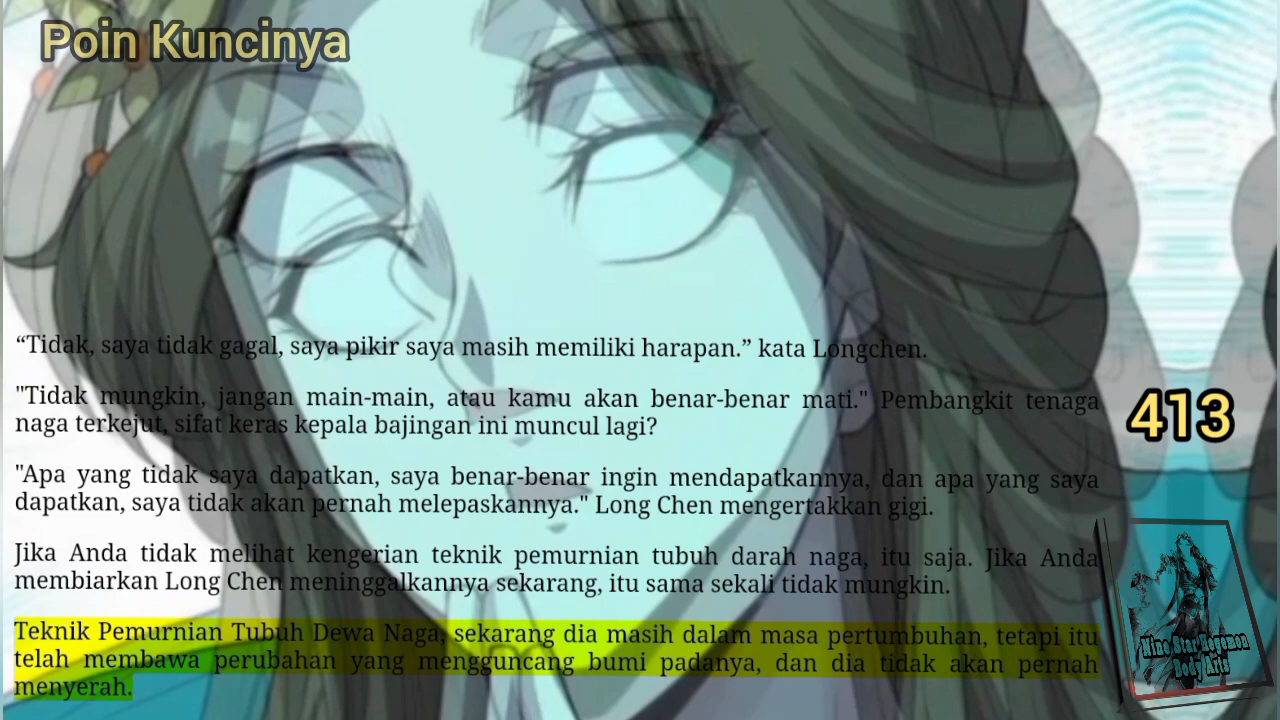 Poin Kuncinya
“Tidak, saya tidak gagal, saya pikir saya masih memiliki harapan.” kata Longchen.
"Tidak mungkin, jangan main-main, atau kamu akan benar-benar mati." Pembangkit tenaga
naga terkejut, sifat keras kepala bajingan ini muncul lagi?
"Apa yang tidak saya dapatkan, saya benar-benar ingin mendapatkannya, dan apa yang saya
dapatkan, saya tidak akan pernah melepaskannya." Long Chen mengertakkan gigi.
Jika Anda tidak melihat kengerian teknik pemurnian tubuh darah naga, itu saja. Jika Anda
membiarkan Long Chen meninggalkannya sekarang, itu sama sekali tidak mungkin.
Teknik Pemurnian Tubuh Dewa Naga, sekarang dia masih dalam masa pertumbuhan, tetapi itu
telah membawa perubahan yang mengguncang bumi padanya, dan dia tidak akan pernah
menyerah.
413
Nine Star Hegemon
Body Arts